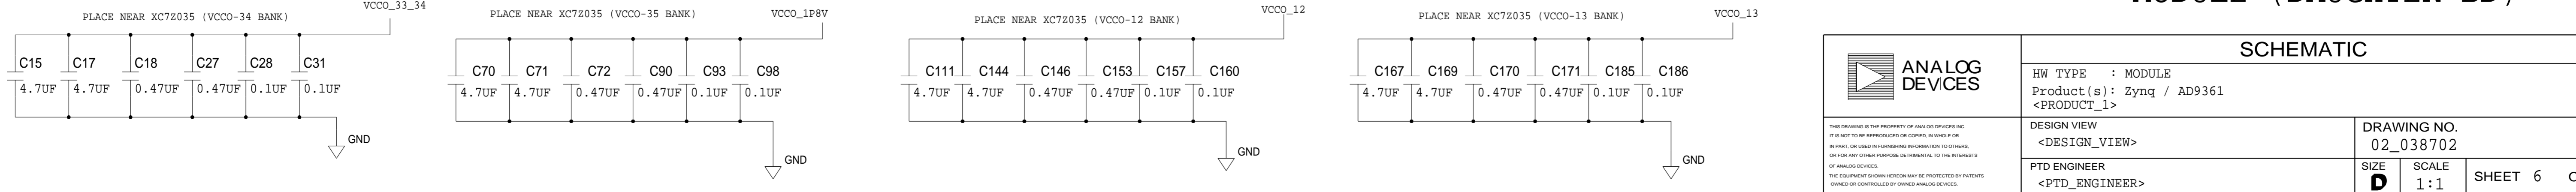 PLACE NEAR XC7Z035 (VCCO-34 BANK)
VCCO_33_34
C15 C17 C18 C27 C28 C31
4.7UF 4.7UF 0.47UF 0.47UF 0.1UF 0.1UF
GND
PLACE NEAR XC7Z035 (VCCO-35 BANK)
VCCO_1P8V
C70 C71 C72 C90 C93 C98
4.7UF 4.7UF 0.47UF 0.47UF 0.1UF 0.1UF
GND
PLACE NEAR XC7Z035 (VCCO-12 BANK)
VCCO_12
C111 C144 C146 C153 C157 C160
4.7UF 4.7UF 0.47UF 0.47UF 0.1UF 0.1UF
GND
PLACE NEAR XC7Z035 (VCCO-13 BANK)
VCCO_13
C167 C169 C170 C171 C185 C186
4.7UF 4.7UF 0.47UF 0.47UF 0.1UF 0.1UF
GND
ANALOG
DEVICES
SCHEMATIC
HW TYPE : MODULE
Product(s): Zynq / AD9361
<PRODUCT_1>
THIS DRAWING IS THE PROPERTY OF ANALOG DEVICES INC.
IT IS NOT TO BE REPRODUCED OR COPIED, IN WHOLE OR
IN PART, OR USED IN FURNISHING INFORMATION TO OTHERS,
OR FOR ANY OTHER PURPOSE DETRIMENTAL TO THE INTERESTS
OF ANALOG DEVICES.
THE EQUIPMENT SHOWN HEREON MAY BE PROTECTED BY PATENTS
OWNED OR CONTROLLED BY OWNED ANALOG DEVICES.
DESIGN VIEW
<DESIGN_VIEW>
DRAWING NO.
02_038702
PTD ENGINEER
<PTD_ENGINEER>
SIZE
D
SCALE
1:1
SHEET 6